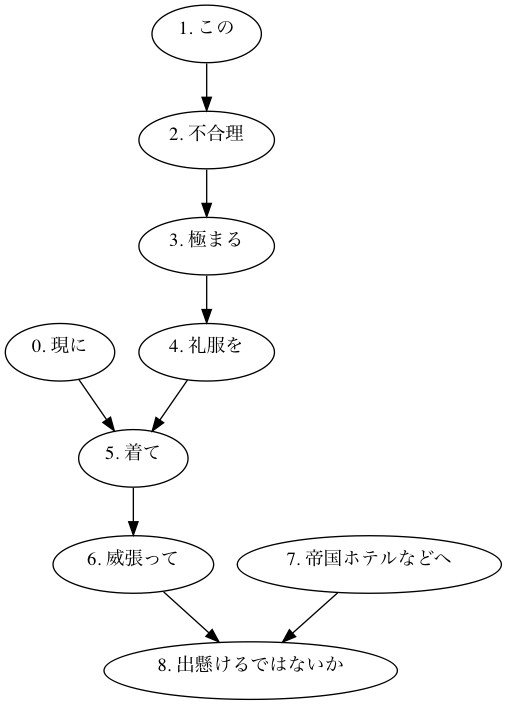 1. この
2. 不合理
3. 極まる
0. 現に
4. 礼服を
5. 着て
6. 威張って
7. 帝国ホテルなどへ
8. 出懸けるではないか